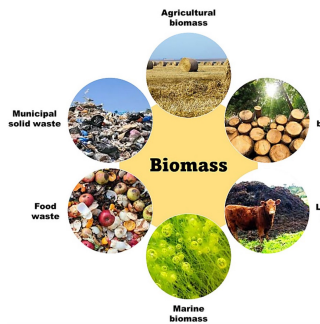 Agricultural
biomass
Municipal
solid waste
Biomass
Food
waste
Marine
biomass